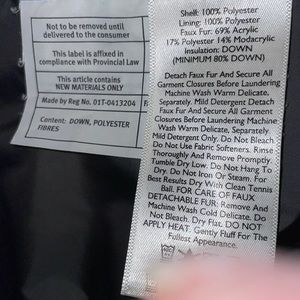 Not to be removed until
delivered to the consumer
This label is affixed in
compliance with Provincial Law
This article contains
NEW MATERIALS ONLY
Made by Reg No. 01T-0413204
Content: DOWN, POLYESTER
FIBRES
Shell: 100% Polyester
Lining: 100% Polyester
Faux Fur: 69% Acrylic
17% Polyester 14% Modacrylic
Insulation: DOWN
(MINIMUM 80% DOWN)
Detach Faux Fur And Secure All
Garment Closures Before Laundering
Machine Wash Warm Delicate,
Separately. Mild Detergent Detach
Faux Fur And Secure All Garment
Closures Before Laundering Machine
Wash Warm Delicate, Separately.
Mild Detergent Only. Do Not Bleach
Do Not Use Fabric Softeners. Rinse
Thoroughly And Remove Promptly
Tumble Dry Low. Do Not Hang To
Dry. Do Not Iron Or Steam. For
Best Results Dry With Clean Tennis
Ball. FOR CARE OF FAUX
DETACHABLE FUR: Remove And
Machine Wash Cold Delicate. Do
Not Bleach. Dry Flat. DO NOT
APPLY HEAT. Gently Fluff For The
Fullest Appearance.